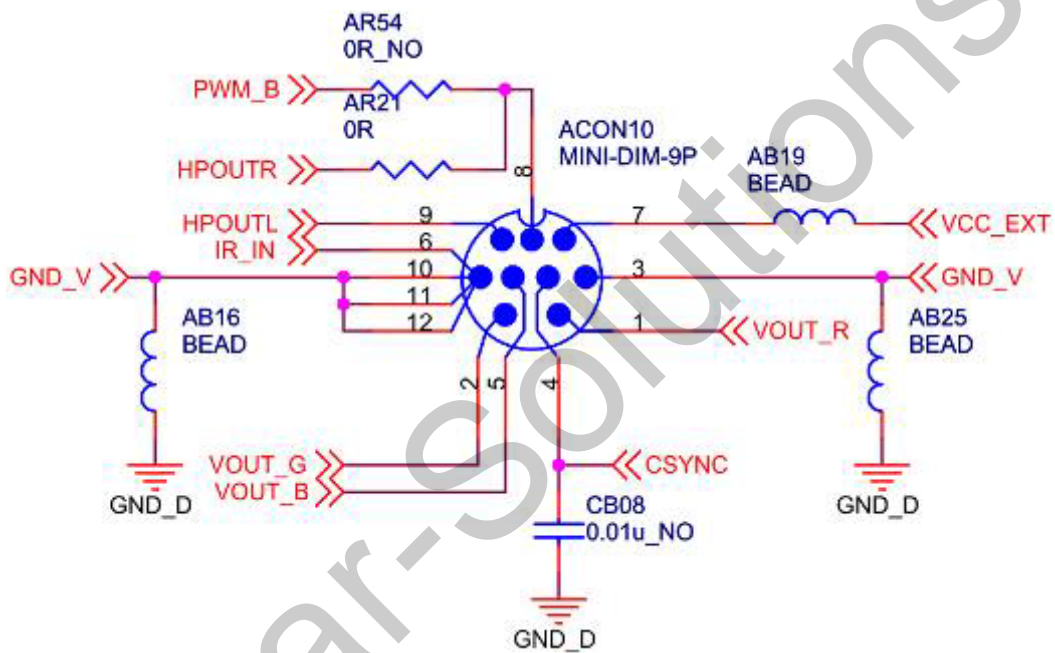 AR54
0R_NO
PWM_B
AR21
0R
HPOUTR
ACON10
MINI-DIM-9P
8
AB19
BEAD
HPOUTL
9
7
VCC_EXT
IR_IN
6
GND_V
10
3
GND_V
11
12
1
VOUT_R
AB16
BEAD
AB25
BEAD
2
5
4
VOUT_G
VOUT_B
CSYNC
GND_D
GND_D
CB08
0.01u_NO
GND_D
ar-Solutions